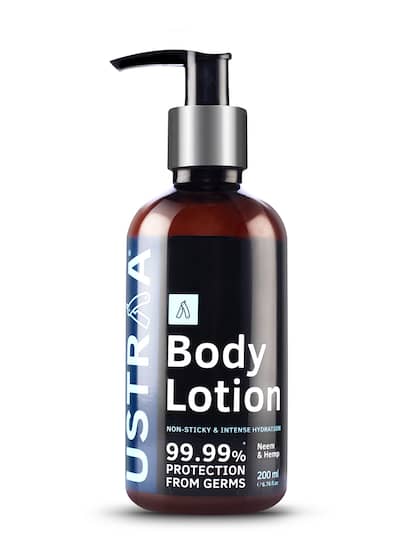 USTRAA
Body
Lotion
NON-STICKY & INTENSE HYDRATION
99.99%*
PROTECTION
FROM GERMS
Neem
& Hemp
200 ml